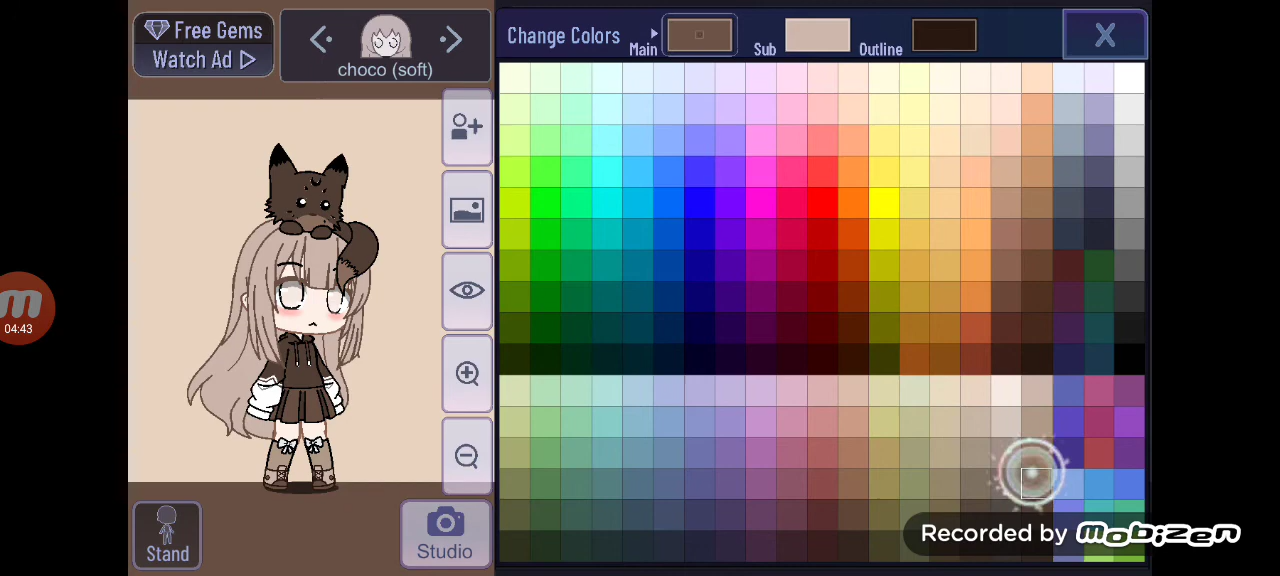 Free Gems
Watch Ad
choco (soft)
Change Colors
Main
Sub
Outline
X
04:43
Stand
Studio
Recorded by Mobizen